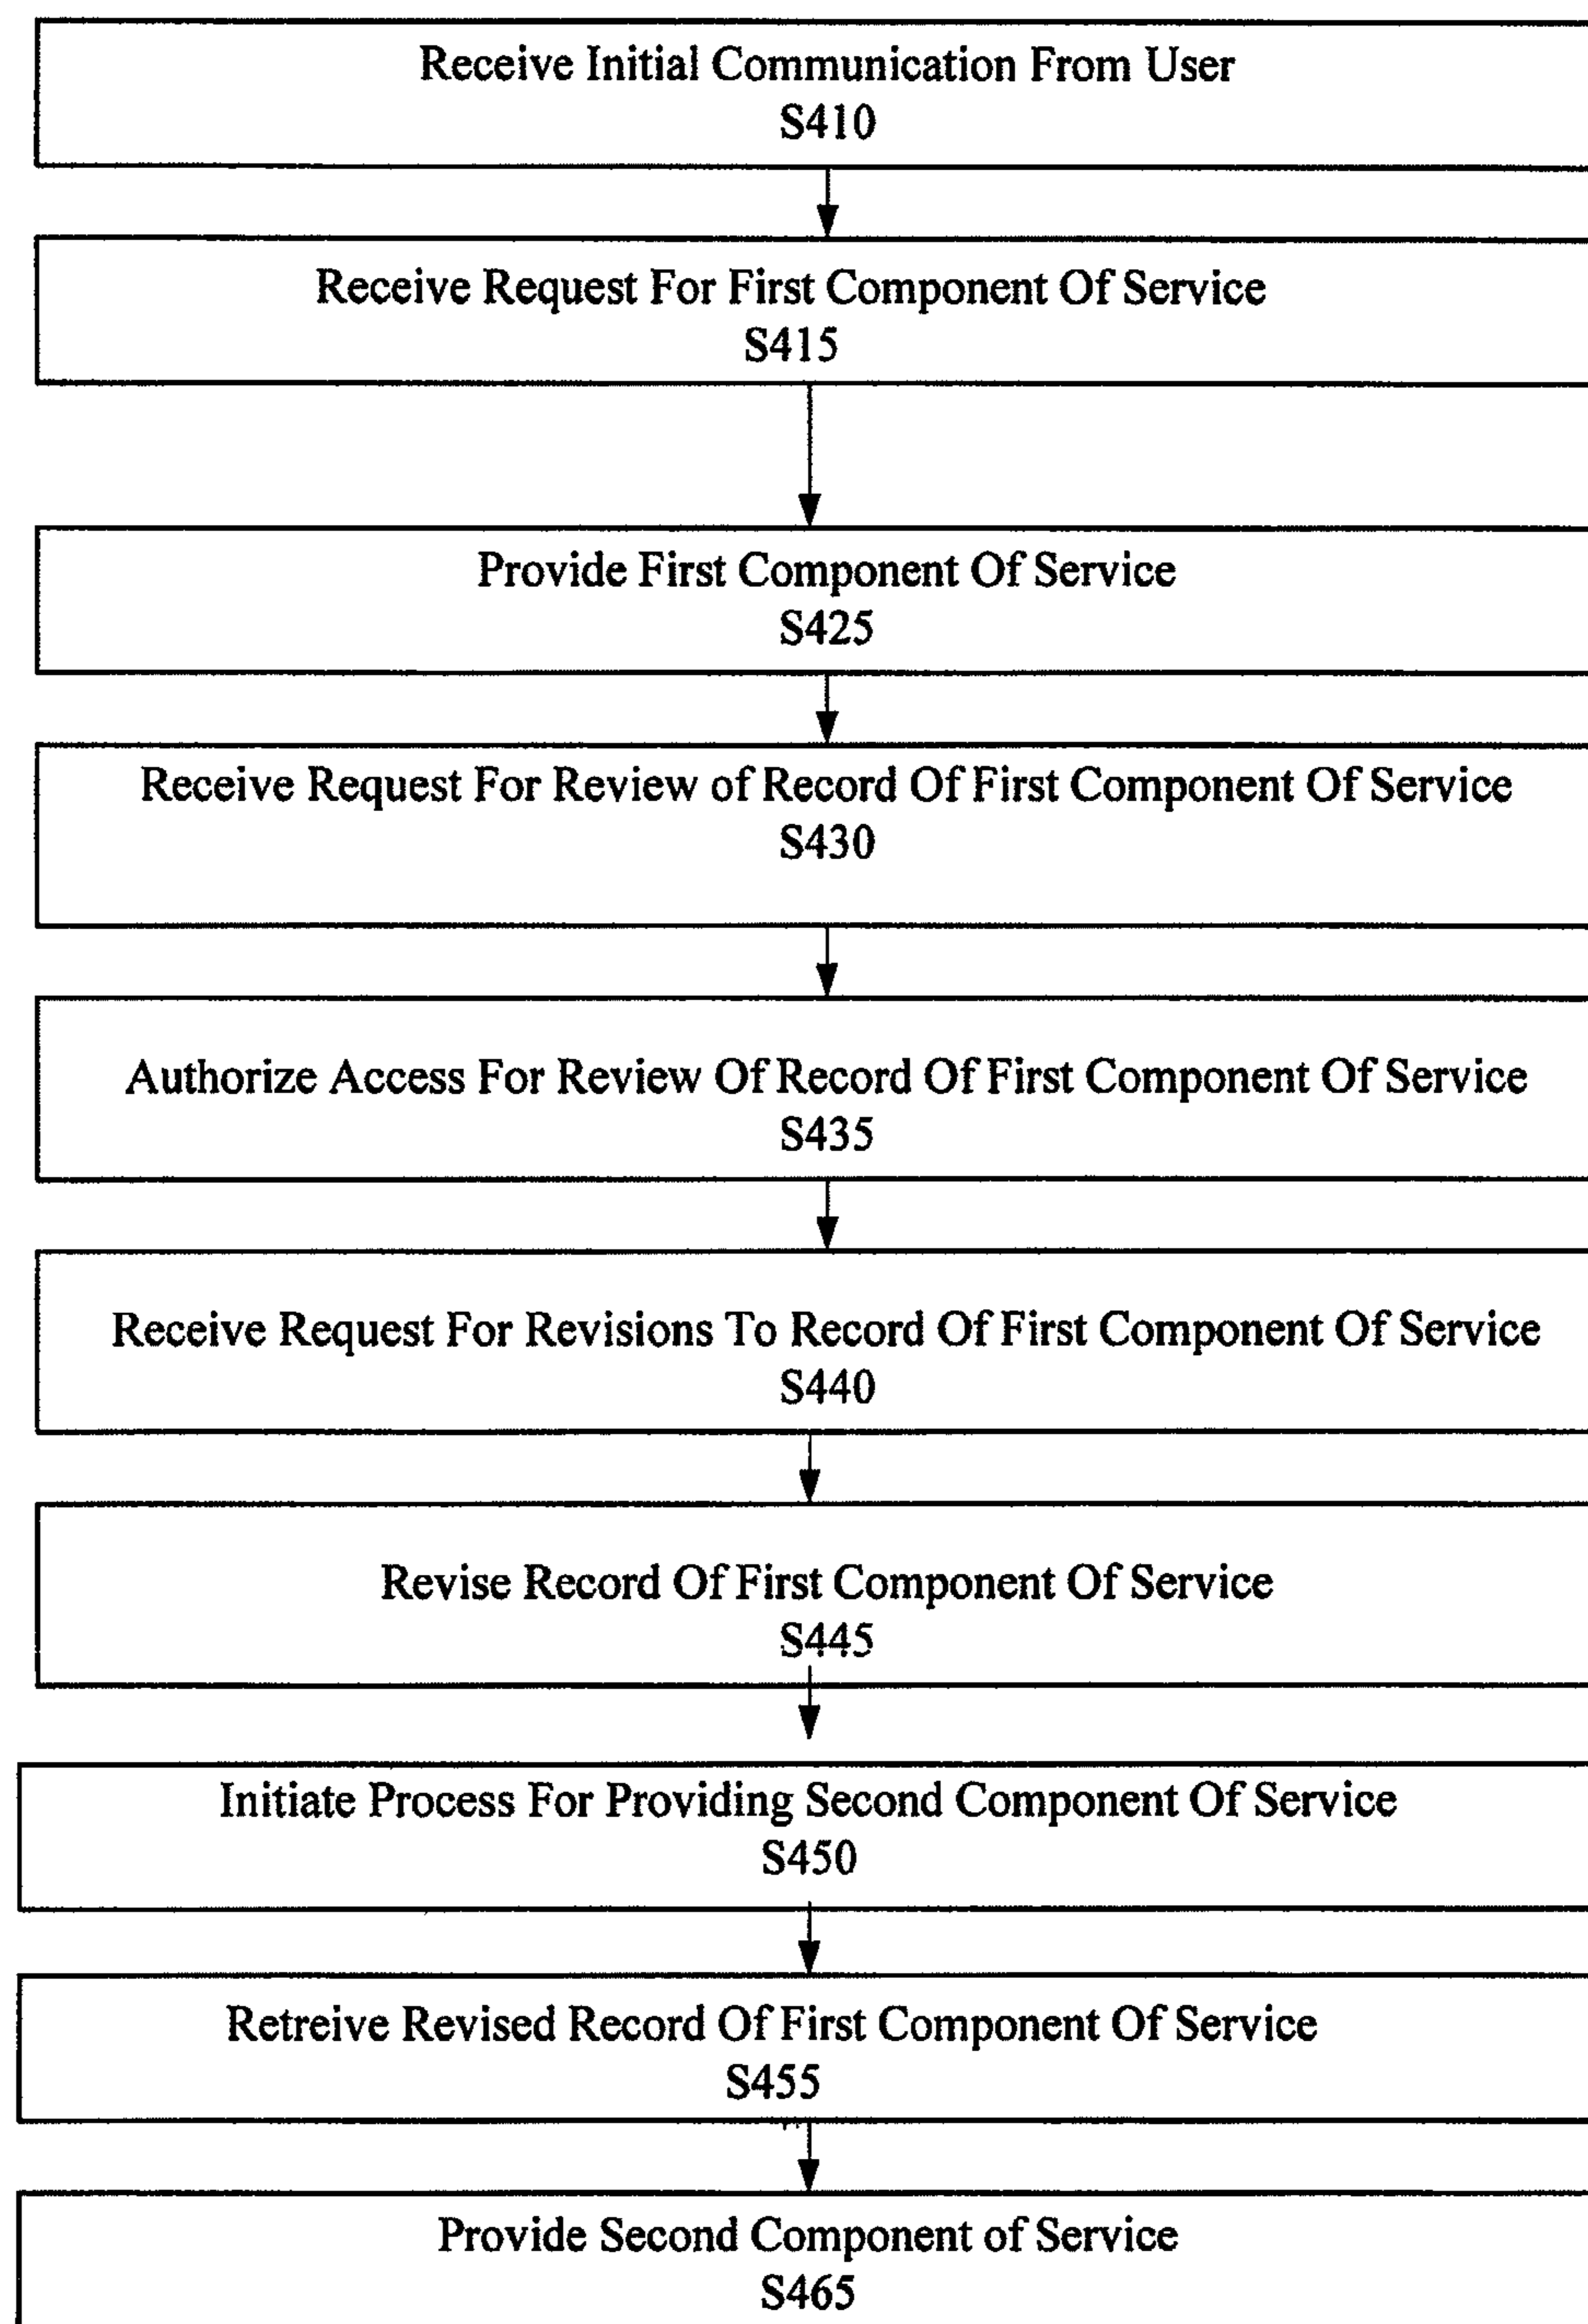 Receive Initial Communication From User
S410
Receive Request For First Component Of Service
S415
Provide First Component Of Service
S425
Receive Request For Review of Record Of First Component Of Service
S430
Authorize Access For Review Of Record Of First Component Of Service
S435
Receive Request For Revisions To Record Of First Component Of Service
S440
Revise Record Of First Component Of Service
S445
Initiate Process For Providing Second Component Of Service
S450
Retreive Revised Record Of First Component Of Service
S455
Provide Second Component of Service
S465